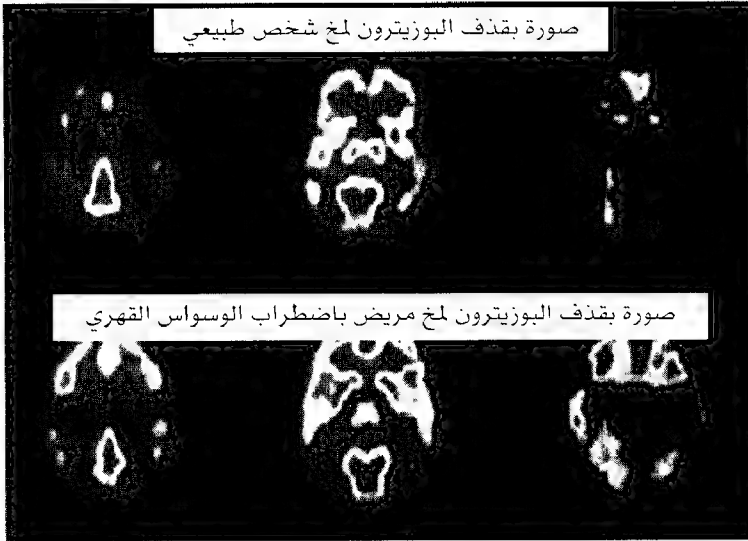 صورة بقذف البوزيترون لمخ شخص طبيعي
صورة بقذف البوزيترون لمخ مريض باضطراب الوسواس القهري